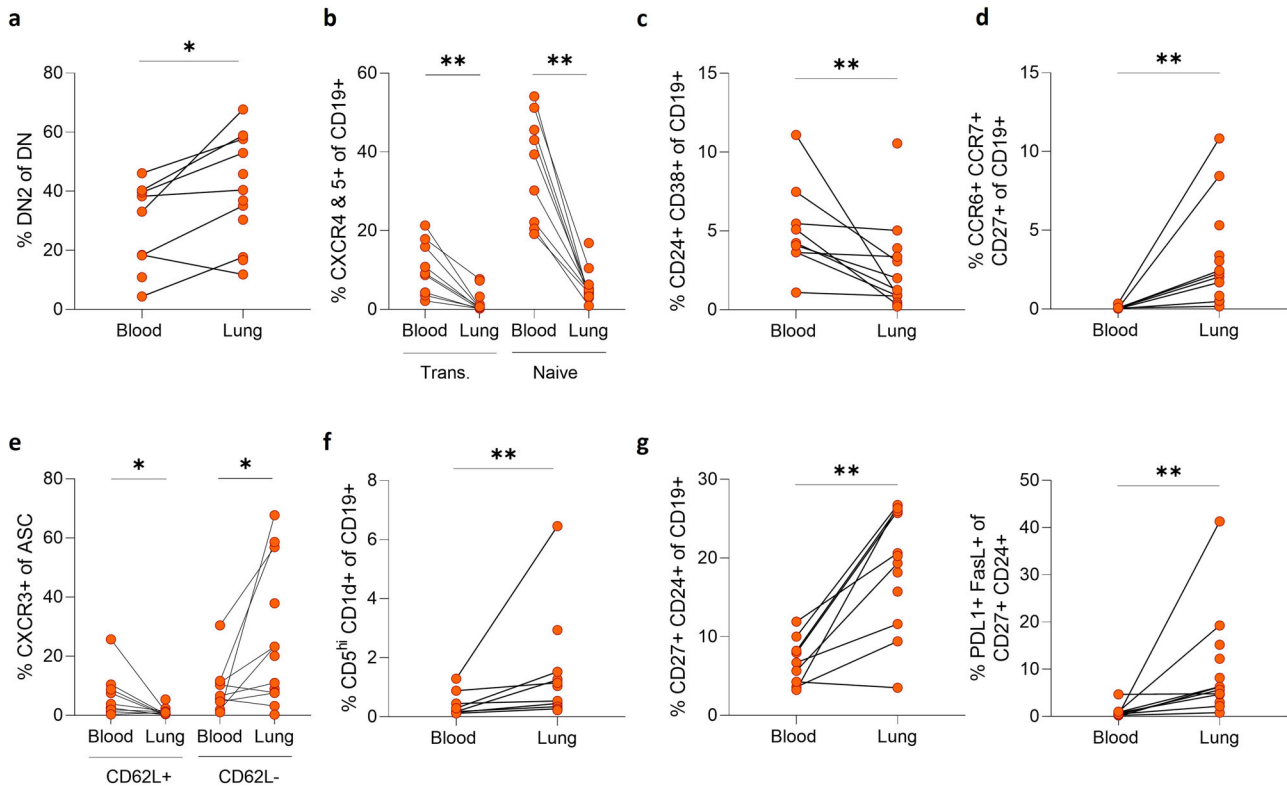 a
*
% DN2 of DN
80
60
40
20
0
Blood Lung
b
** **
% CXCR4 & 5+ of CD19+
60
40
20
0
Blood Lung Blood Lung
Trans. Naive
c
**
% CD24+ CD38+ of CD19+
15
10
5
0
Blood Lung
d
**
% CCR6+ CCR7+
CD27+ of CD19+
15
10
5
0
Blood Lung
e
* *
% CXCR3+ of ASC
80
60
40
20
0
Blood Lung Blood Lung
CD62L+ CD62L-
f
**
% CD5hi CD1d+ of CD19+
8
6
4
2
0
Blood Lung
g
**
% CD27+ CD24+ of CD19+
30
20
10
0
Blood Lung
**
% PDL1+ FasL+ of
CD27+ CD24+
50
40
30
20
10
0
Blood Lung